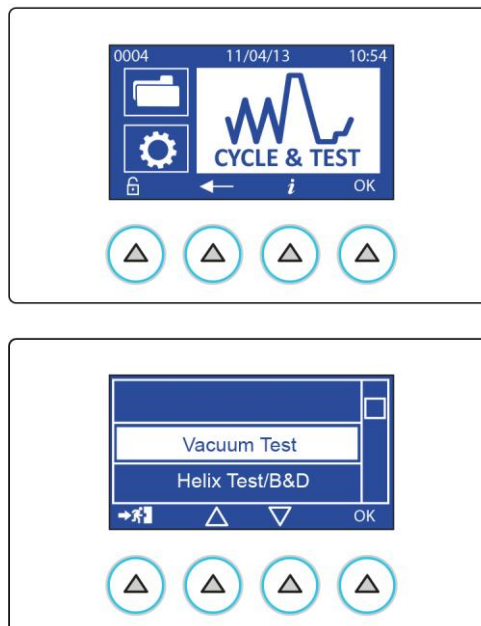 0004 11/04/13 10:54
CYCLE & TEST
i OK
Vacuum Test
Helix Test/B&D
OK